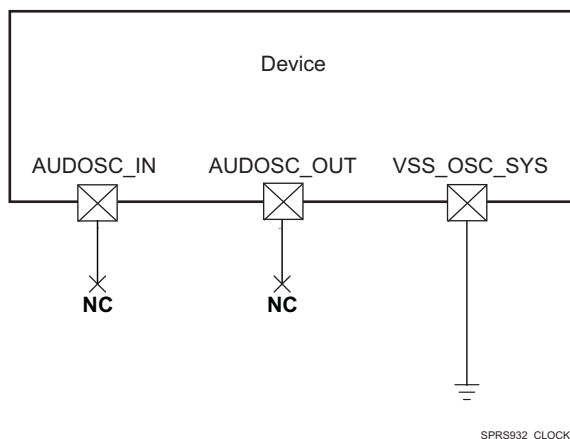 Device
AUDOSC_IN AUDOSC_OUT VSS_OSC_SYS
NC NC
SPRS932_CLOCK